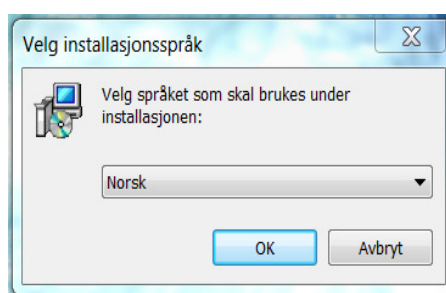 Velg installasjonsspråk
Velg språket som skal brukes under
installasjonen:
Norsk
OK
Avbryt